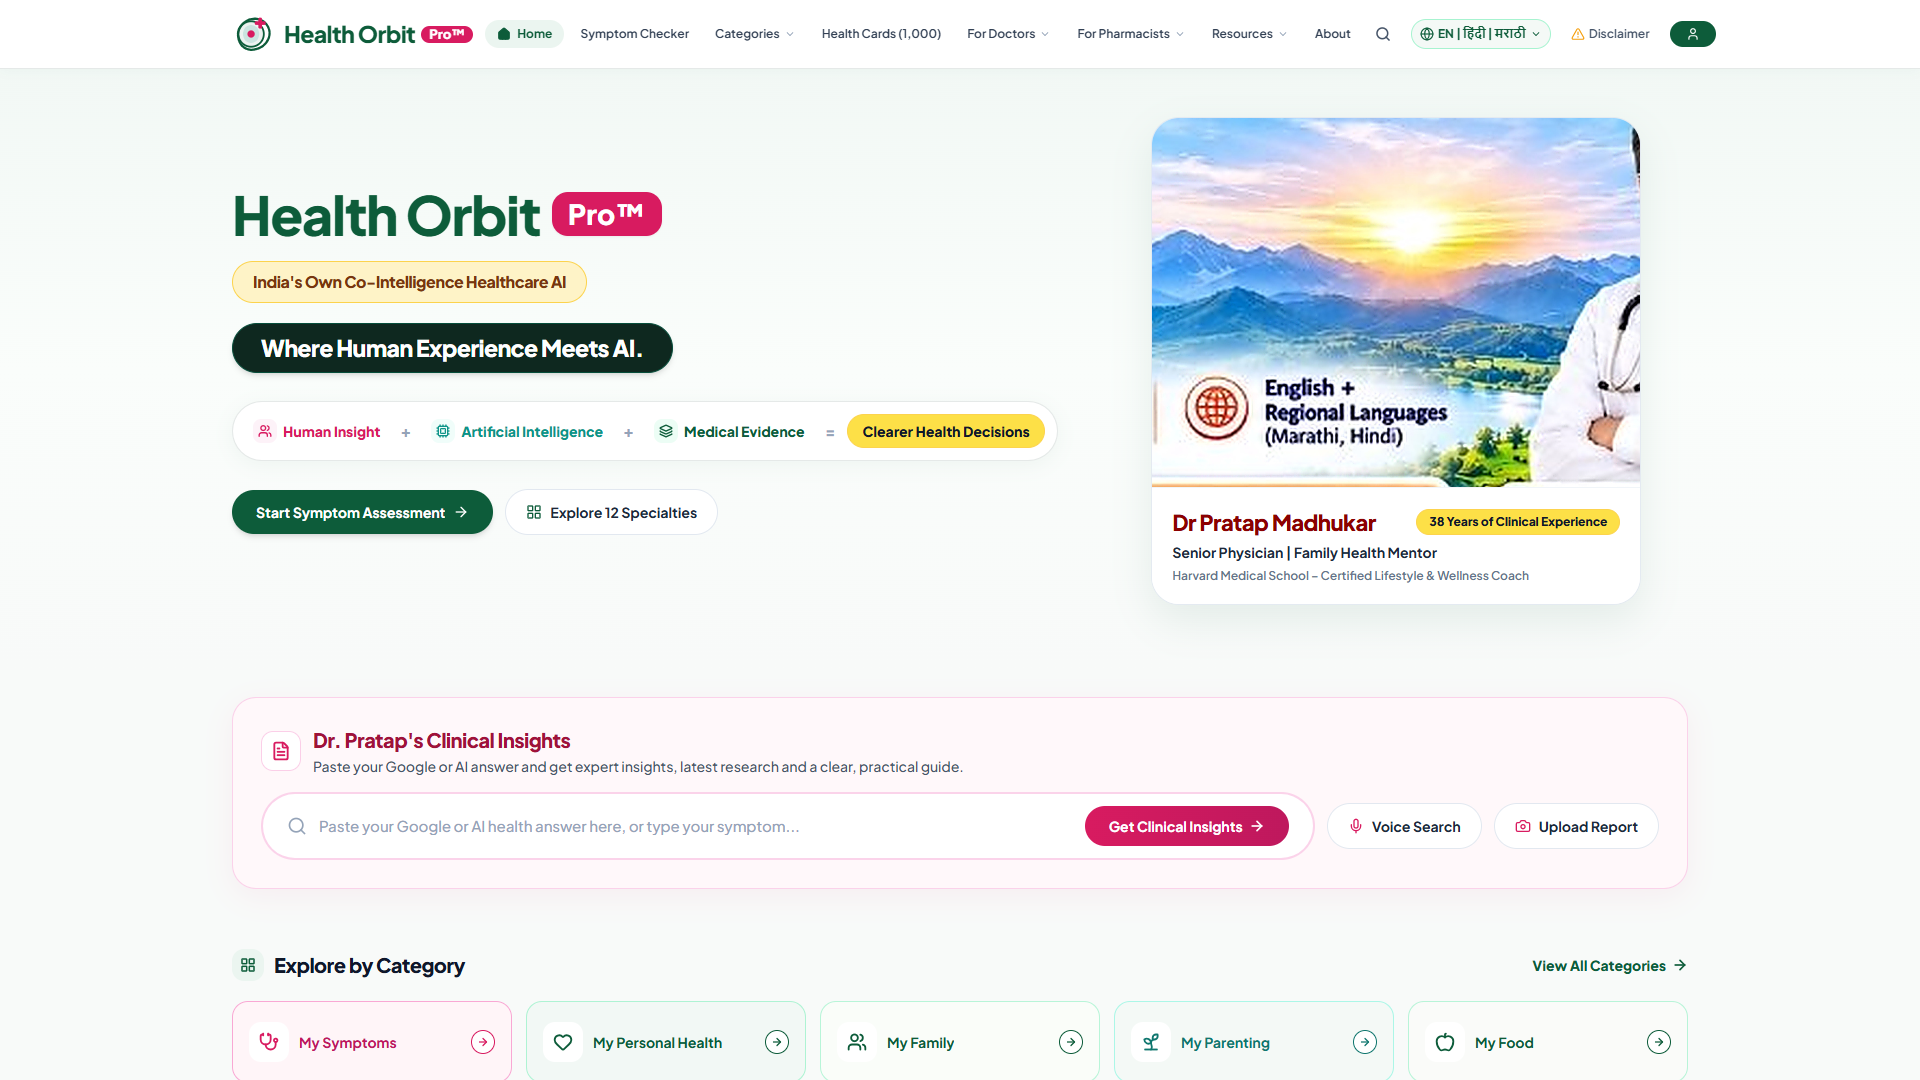 Health Orbit Pro™
Home
Symptom Checker
Categories
Health Cards (1,000)
For Doctors
For Pharmacists
Resources
About
EN | हिंदी | मराठी
Disclaimer
Health Orbit Pro™
India's Own Co-Intelligence Healthcare AI
Where Human Experience Meets AI.
Human Insight + Artificial Intelligence + Medical Evidence = Clearer Health Decisions
Start Symptom Assessment
Explore 12 Specialties
English +
Regional Languages
(Marathi, Hindi)
Dr Pratap Madhukar
38 Years of Clinical Experience
Senior Physician | Family Health Mentor
Harvard Medical School – Certified Lifestyle & Wellness Coach
Dr. Pratap's Clinical Insights
Paste your Google or AI answer and get expert insights, latest research and a clear, practical guide.
Paste your Google or AI health answer here, or type your symptom...
Get Clinical Insights
Voice Search
Upload Report
Explore by Category
View All Categories
My Symptoms
My Personal Health
My Family
My Parenting
My Food